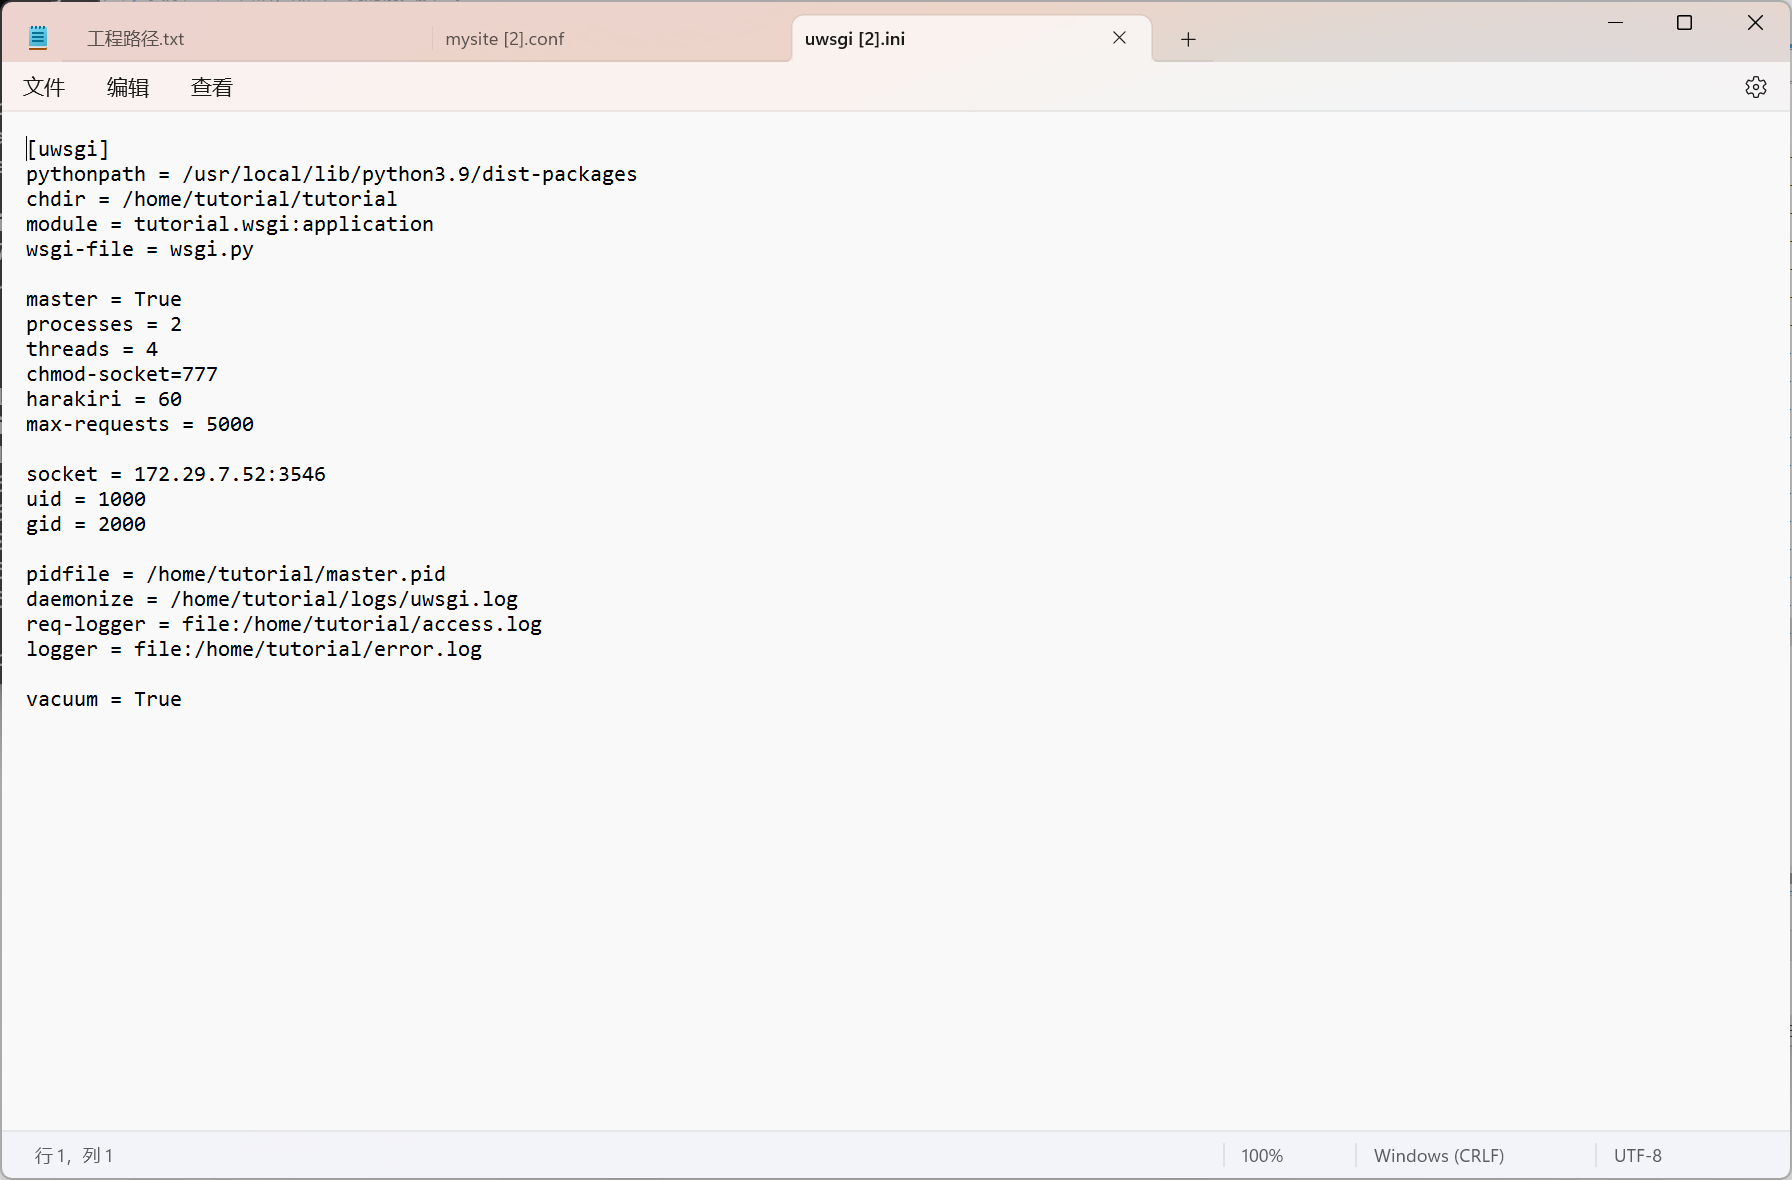 工程路径.txt
mysite [2].conf
uwsgi [2].ini
文件 编辑 查看
[uwsgi]
pythonpath = /usr/local/lib/python3.9/dist-packages
chdir = /home/tutorial/tutorial
module = tutorial.wsgi:application
wsgi-file = wsgi.py
master = True
processes = 2
threads = 4
chmod-socket=777
harakiri = 60
max-requests = 5000
socket = 172.29.7.52:3546
uid = 1000
gid = 2000
pidfile = /home/tutorial/master.pid
daemonize = /home/tutorial/logs/uwsgi.log
req-logger = file:/home/tutorial/access.log
logger = file:/home/tutorial/error.log
vacuum = True
行 1，列 1
100%
Windows (CRLF)
UTF-8